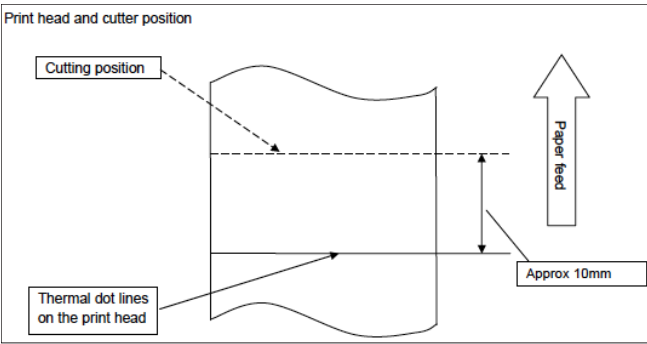 Print head and cutter position
Cutting position
Paper feed
Approx 10mm
Thermal dot lines
on the print head